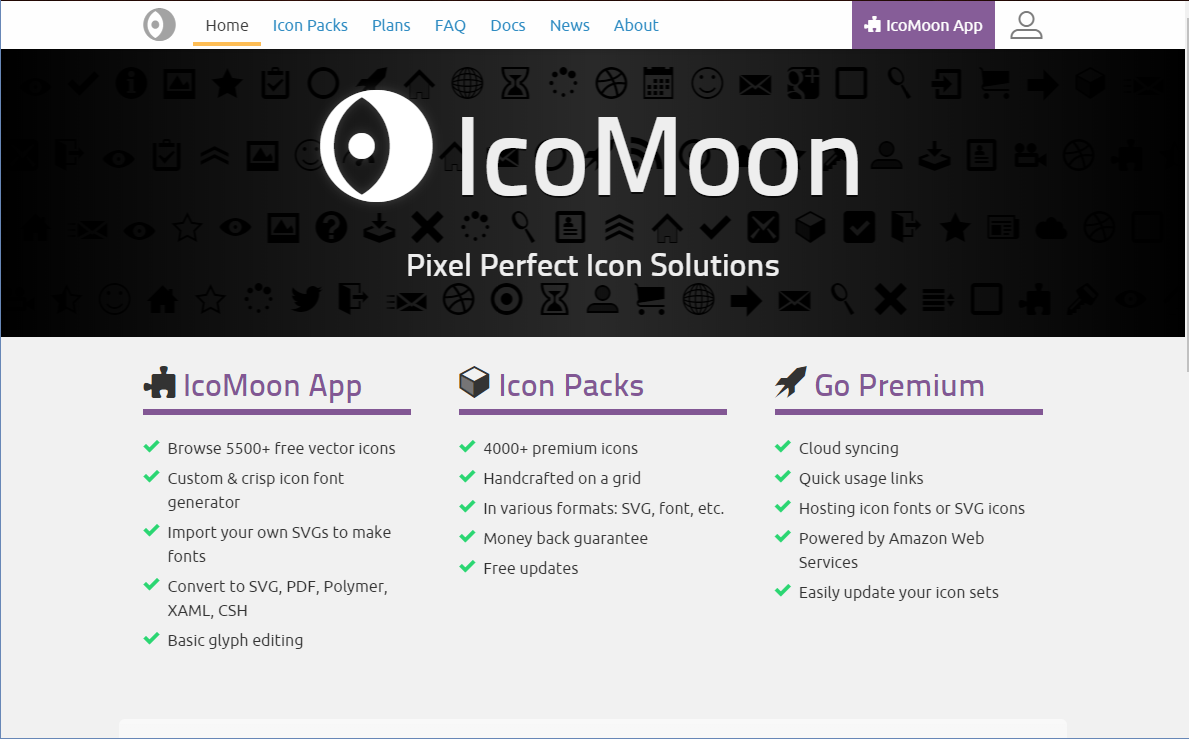 Home Icon Packs Plans FAQ Docs News About IcoMoon App
IcoMoon
Pixel Perfect Icon Solutions
IcoMoon App
Browse 5500+ free vector icons
Custom & crisp icon font
generator
Import your own SVGs to make
fonts
Convert to SVG, PDF, Polymer,
XAML, CSH
Basic glyph editing
Icon Packs
4000+ premium icons
Handcrafted on a grid
In various formats: SVG, font, etc.
Money back guarantee
Free updates
Go Premium
Cloud syncing
Quick usage links
Hosting icon fonts or SVG icons
Powered by Amazon Web
Services
Easily update your icon sets